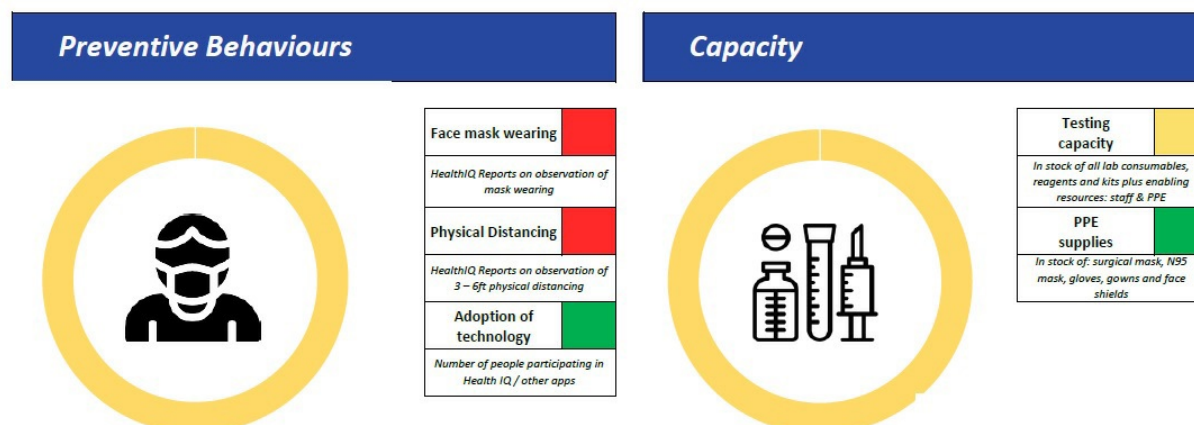 Preventive Behaviours
Face mask wearing
HealthIQ Reports on observation of
mask wearing
Physical Distancing
HealthIQ Reports on observation of
3 – 6ft physical distancing
Adoption of
technology
Number of people participating in
Health IQ / other apps
Capacity
Testing
capacity
In stock of all lab consumables,
reagents and kits plus enabling
resources: staff & PPE
PPE
supplies
In stock of: surgical mask, N95
mask, gloves, gowns and face
shields